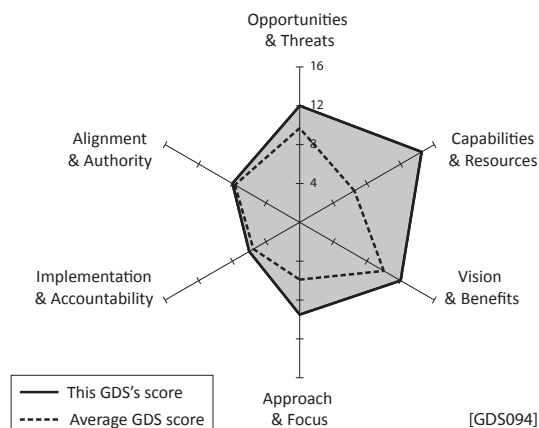 Opportunities
& Threats
16
12
8
4
Alignment
& Authority
Capabilities
& Resources
Implementation
& Accountability
Vision
& Benefits
Approach
& Focus
This GDS's score
Average GDS score
[GDS094]